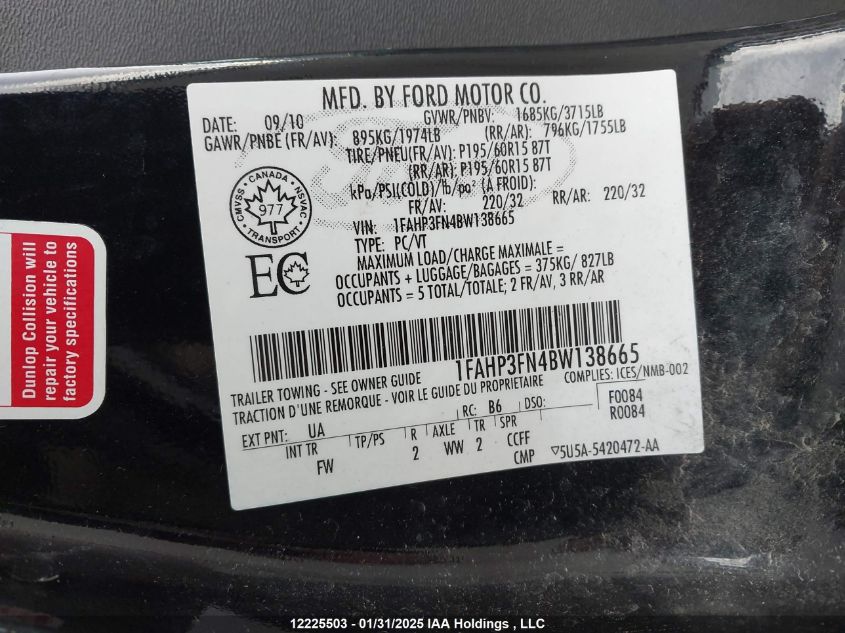 MFD. BY FORD MOTOR CO.
DATE: 09/10 GVWR/PNBV: 1685KG/3715LB
GAWR/PNBE (FR/AV): 895KG/1974LB (RR/AR): 796KG/1755LB
TIRE/PNEU(FR/AV): P195/60R15 87T
(RR/AR): P195/60R15 87T
kPa/PSI(COLD)/lb/po² (A FROID):
FR/AV: 220/32 RR/AR: 220/32
VIN: 1FAHP3FN4BW138665
TYPE: PC/VT
MAXIMUM LOAD/CHARGE MAXIMALE =
OCCUPANTS + LUGGAGE/BAGAGES = 375KG/ 827LB
OCCUPANTS = 5 TOTAL/TOTALE; 2 FR/AV, 3 RR/AR
CANADA
CMVSS NSVAC
977
TRANSPORT
EC
1FAHP3FN4BW138665
TRAILER TOWING - SEE OWNER GUIDE COMPLIES: ICES/NMB-002
TRACTION D'UNE REMORQUE - VOIR LE GUIDE DU PROPRIETAIRE
EXT PNT: UA RC: B6 DSO: F0084
R0084
INT TR TP/PS R AXLE TR SPR
FW 2 WW 2 CCFF
CMP ▽5U5A-5420472-AA
Dunlop Collision will
repair your vehicle to
factory specifications
12225503 - 01/31/2025 IAA Holdings , LLC